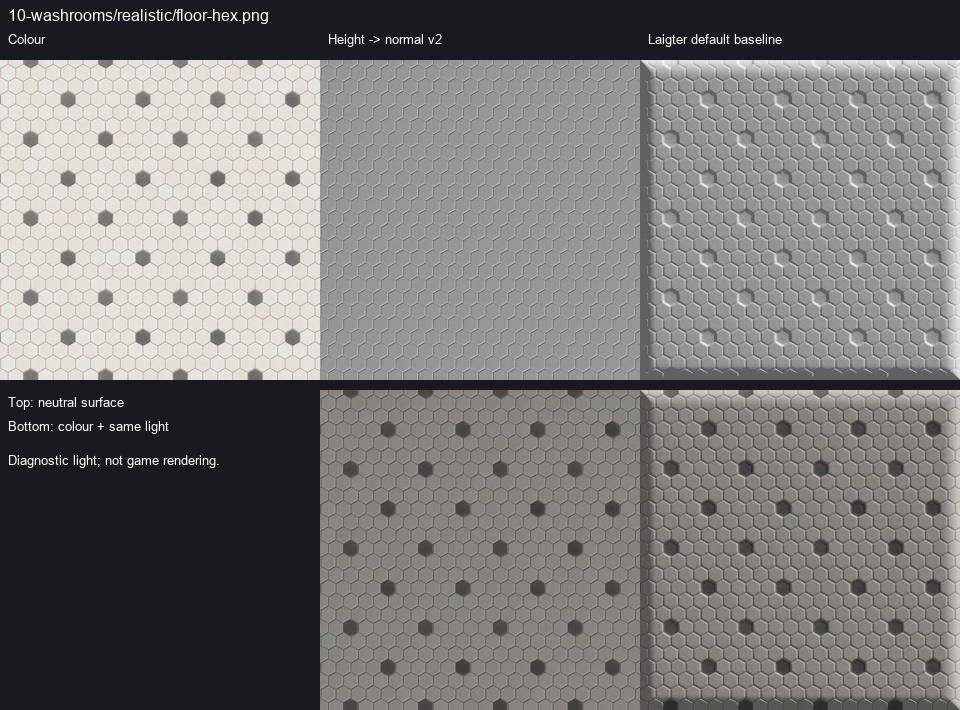 10-washrooms/realistic/floor-hex.png
Colour
Height -> normal v2
Laigter default baseline
Top: neutral surface
Bottom: colour + same light
Diagnostic light; not game rendering.